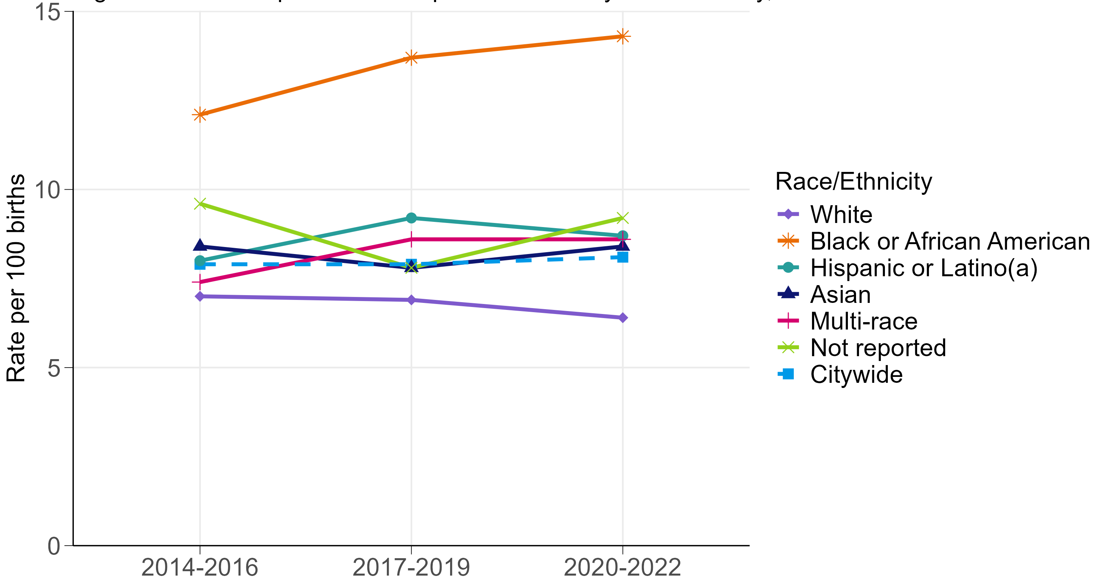 15
10
5
0
Rate per 100 births
2014-2016
2017-2019
2020-2022
Race/Ethnicity
White
Black or African American
Hispanic or Latino(a)
Asian
Multi-race
Not reported
Citywide